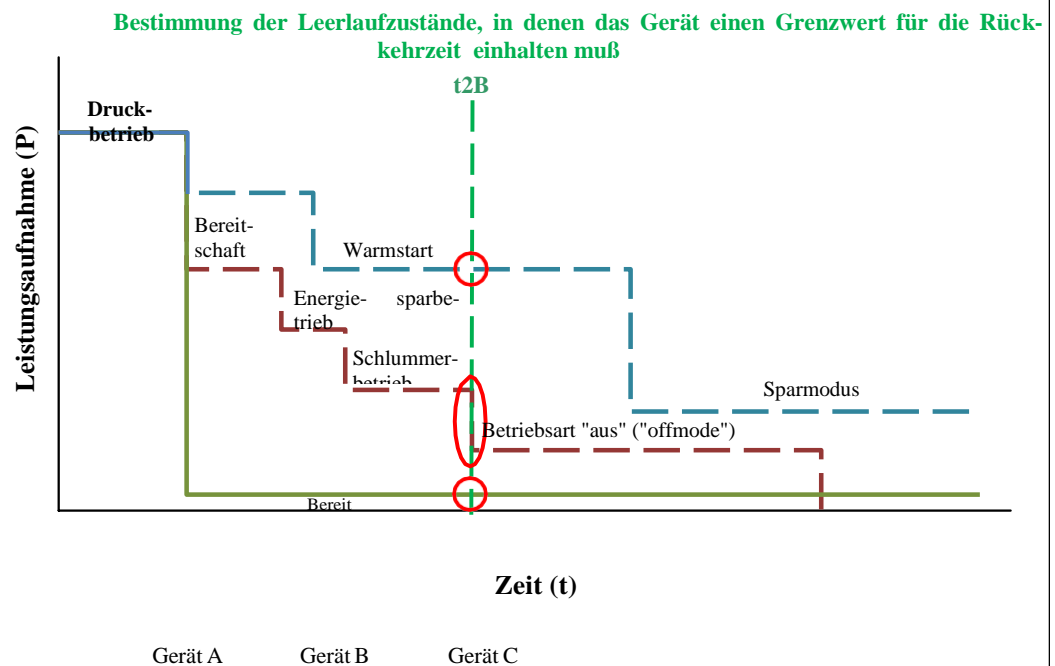 Bestimmung der Leerlaufzustände, in denen das Gerät einen Grenzwert für die Rück-
kehrzeit einhalten muß
t2B
Druck-
betrieb
Leistungsaufnahme (P)
Bereit-
schaft
Warmstart
Energie- sparbe-
trieb
Schlummer-
betrieb
Sparmodus
Betriebsart "aus" ("offmode")
Bereit
Zeit (t)
Gerät A Gerät B Gerät C